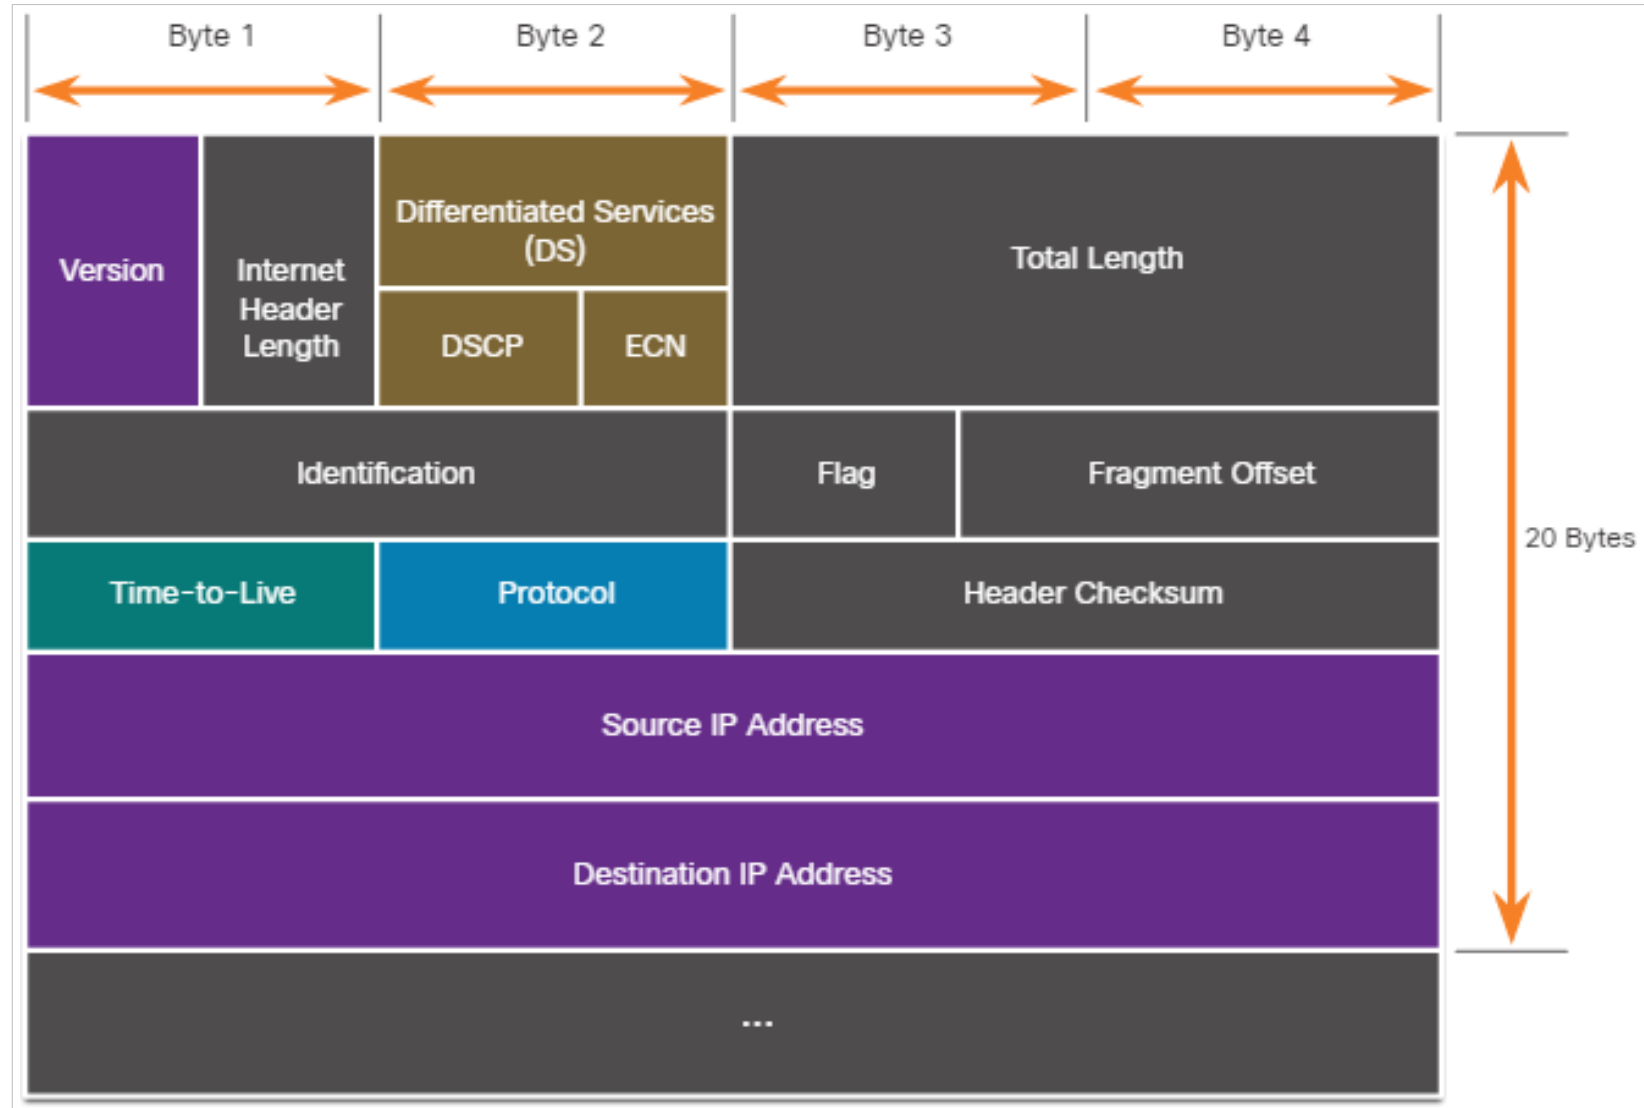 Byte 1
Byte 2
Byte 3
Byte 4
Version
Internet
Header
Length
Differentiated Services
(DS)
DSCP
ECN
Total Length
Identification
Flag
Fragment Offset
Time-to-Live
Protocol
Header Checksum
Source IP Address
Destination IP Address
...
20 Bytes